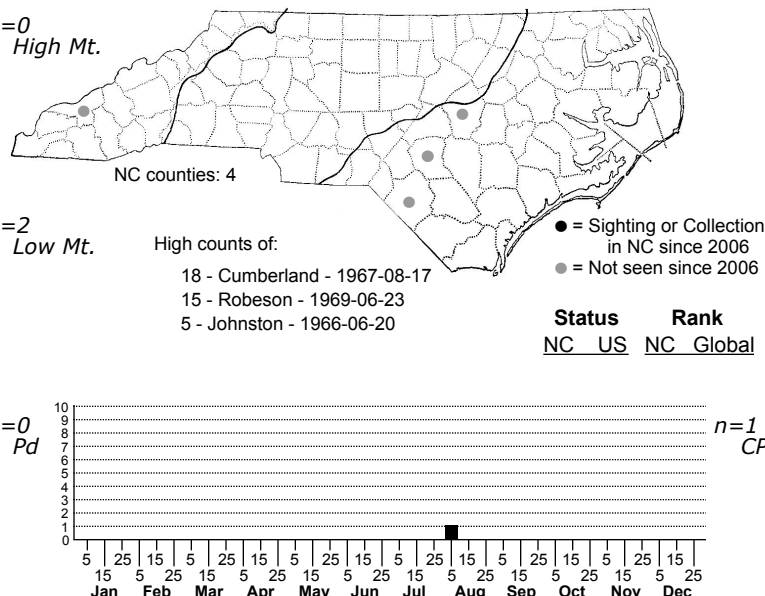 =0
High Mt.
NC counties: 4
=2
Low Mt.
High counts of:
18 - Cumberland - 1967-08-17
15 - Robeson - 1969-06-23
5 - Johnston - 1966-06-20
● = Sighting or Collection
in NC since 2006
● = Not seen since 2006
Status Rank
NC US NC Global
=0
Pd
10
9
8
7
6
5
4
3
2
1
0
n=1
CP
5 25 15 5 25 15 5 25 15 5 25 15 5 25 15 5 25 15
15 5 25 15 5 25 15 5 25 15 5 25 15 5 25 15 5 25
Jan Feb Mar Apr May Jun Jul Aug Sep Oct Nov Dec